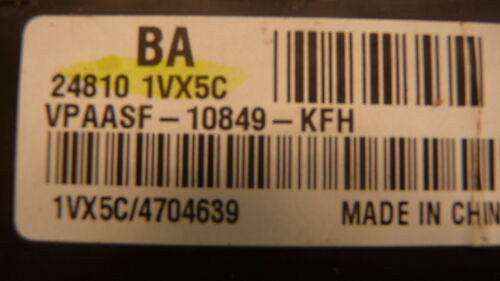 BA
24810 1VX5C
VPAASF-10849-KFH
1VX5C/4704639 MADE IN CHIN